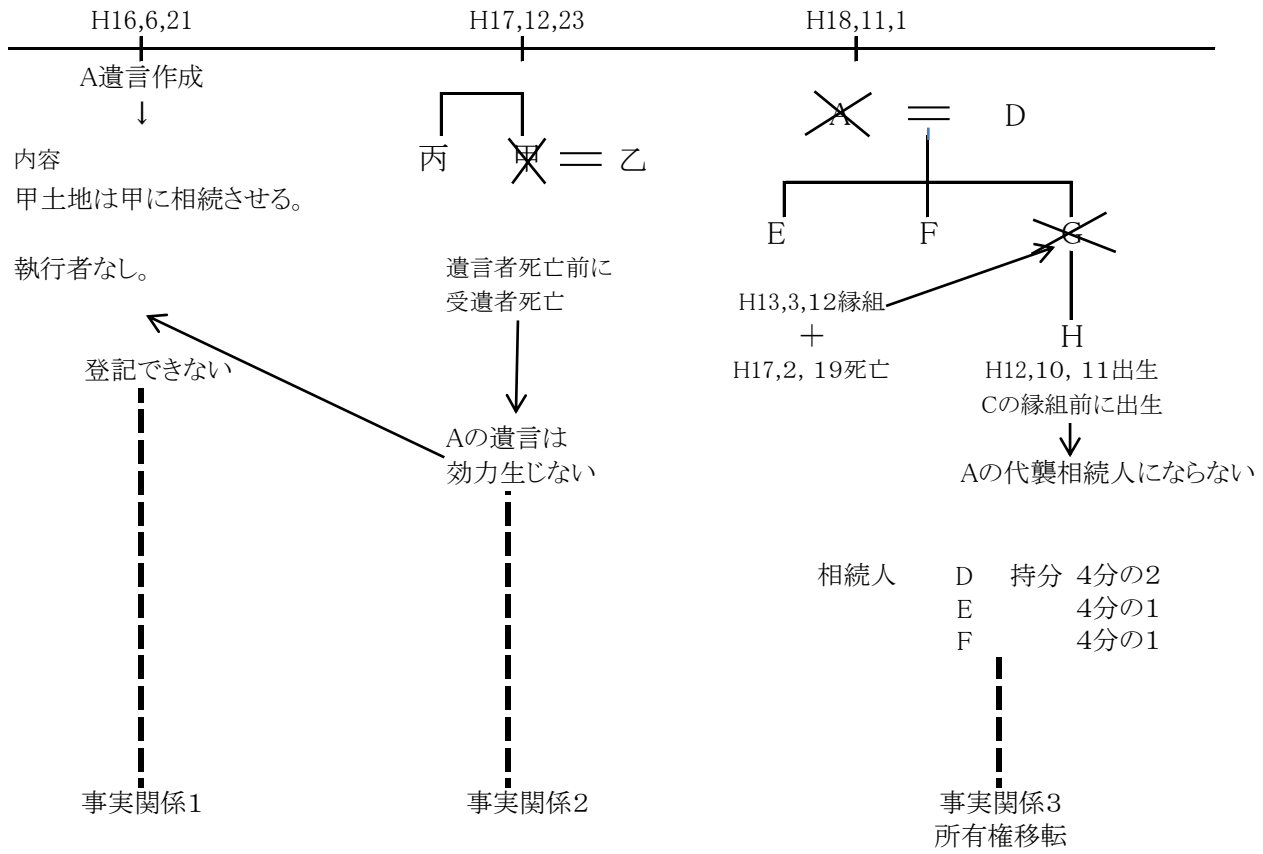 H16,6,21
H17,12,23
H18,11,1
A遺言作成
↓
内容
甲土地は甲に相続させる。
執行者なし。
登記できない
丙 甲 乙
遺言者死亡前に
受遺者死亡
Aの遺言は
効力生じない
A D
E F G
H13,3,12縁組
＋
H17,2,19死亡
H
H12,10,11出生
Cの縁組前に出生
Aの代襲相続人にならない
相続人 D 持分 4分の2
E 4分の1
F 4分の1
事実関係1
事実関係2
事実関係3
所有権移転